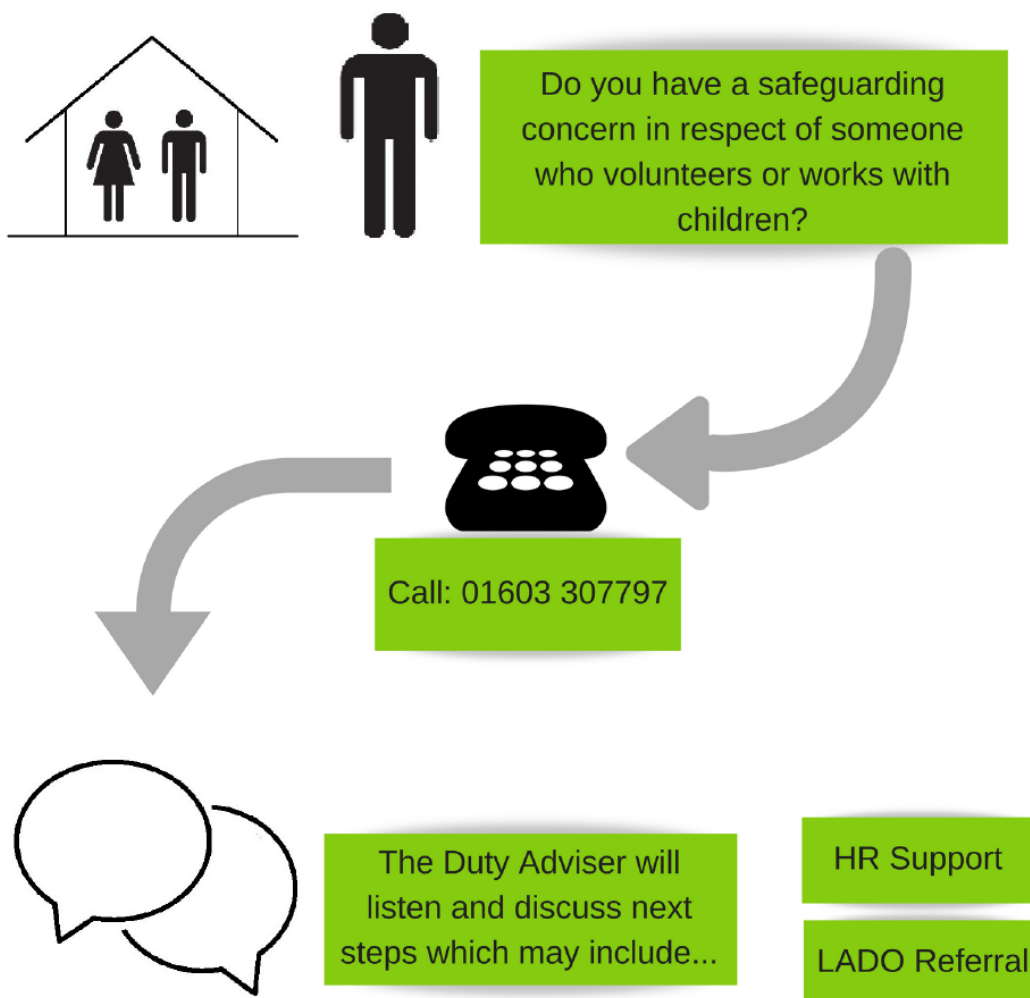 Do you have a safeguarding
concern in respect of someone
who volunteers or works with
children?
Call: 01603 307797
The Duty Adviser will
listen and discuss next
steps which may include...
HR Support
LADO Referral